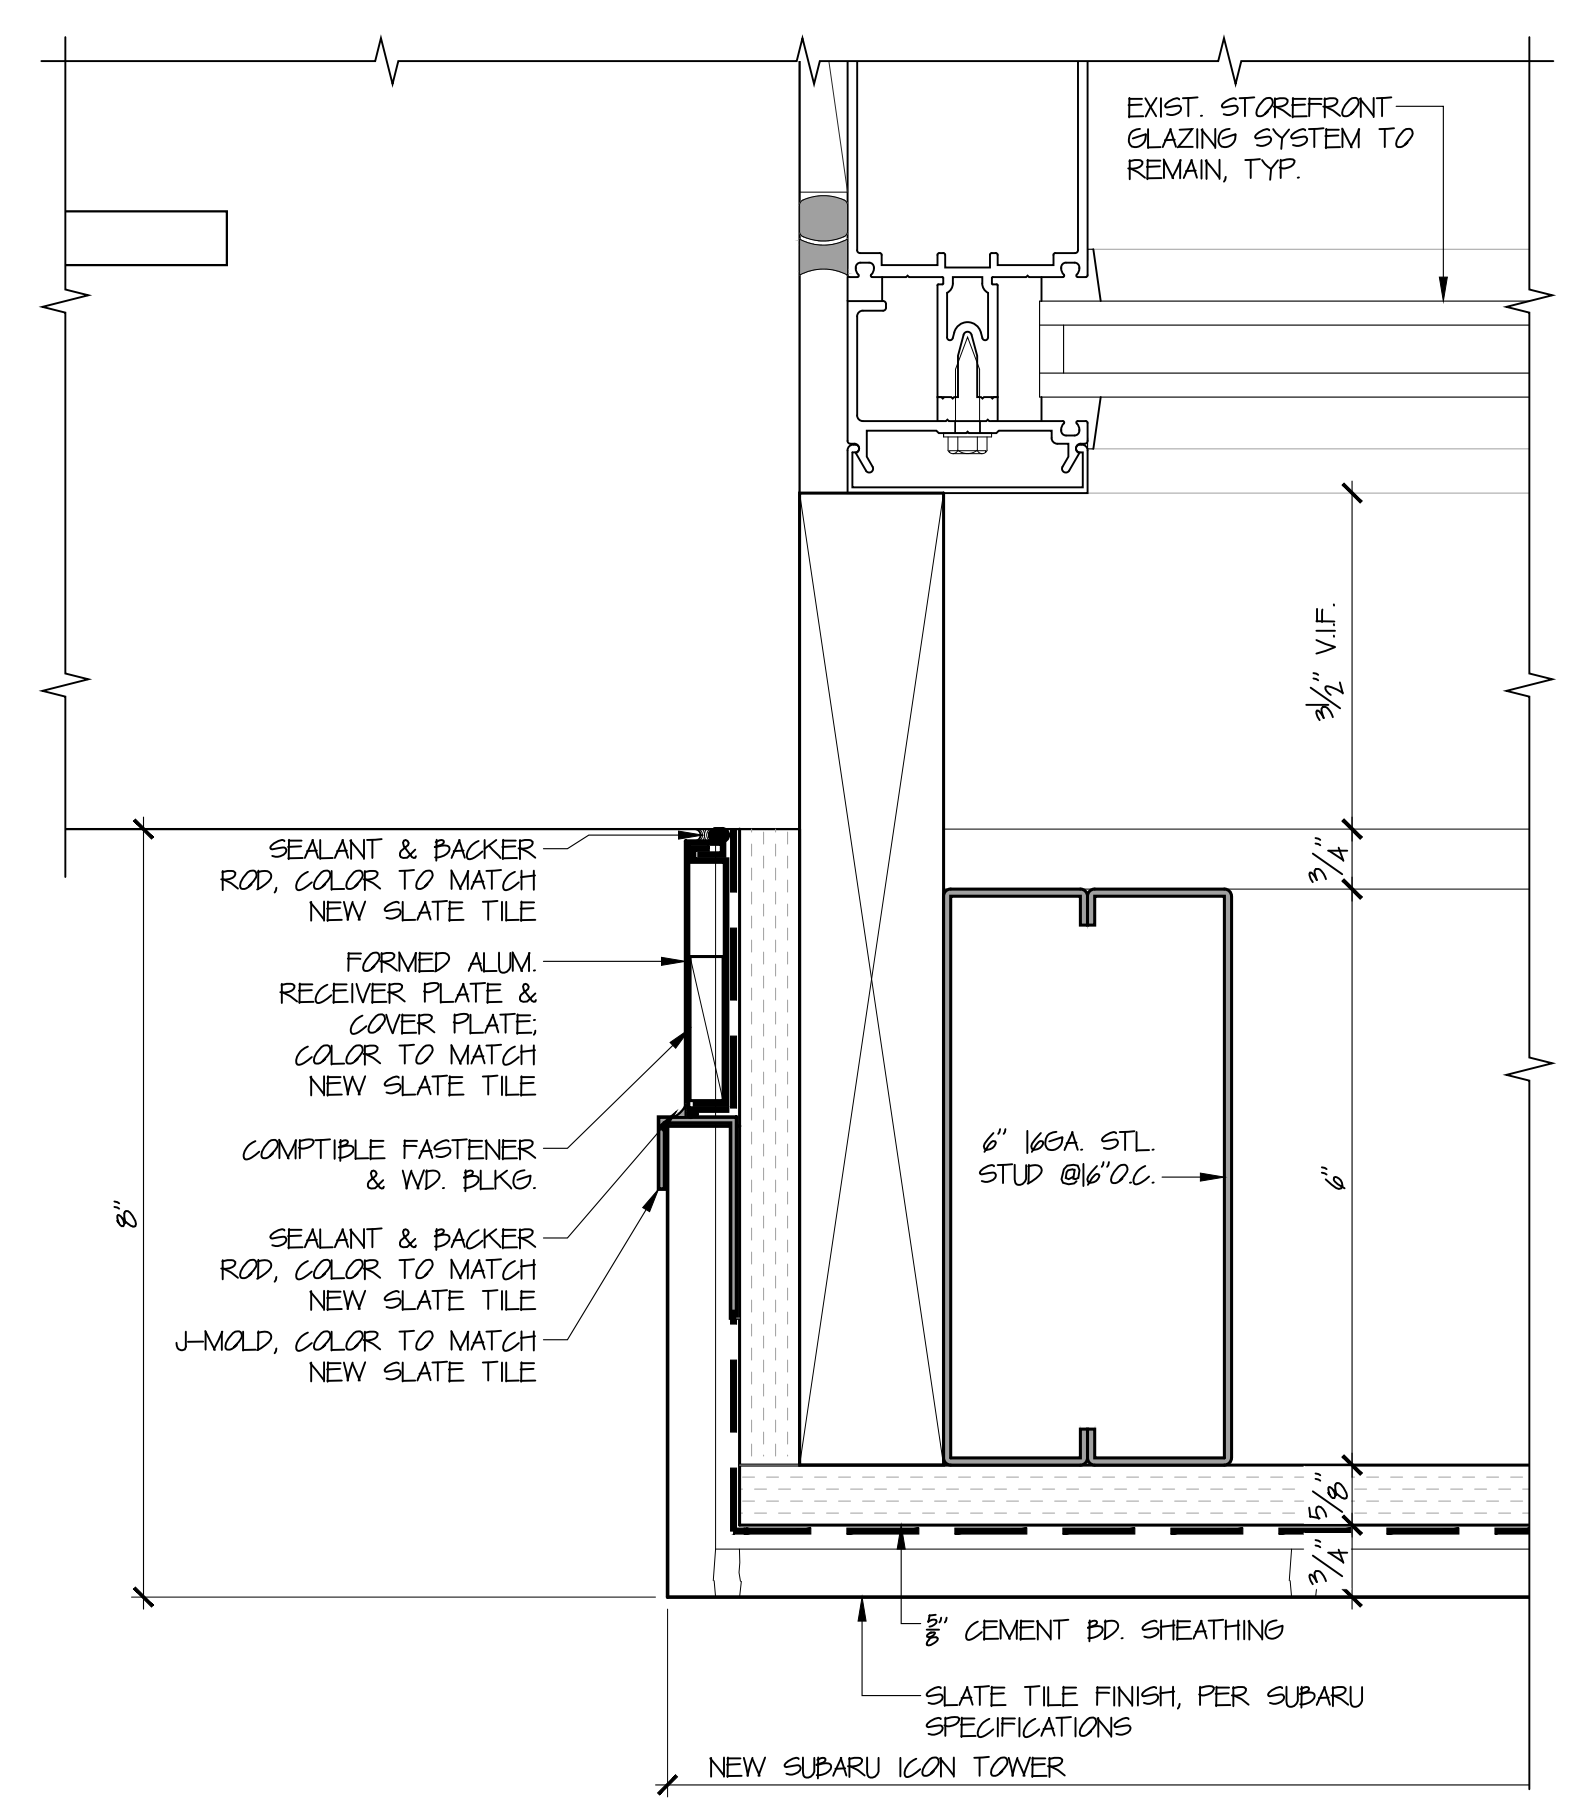 EXIST. STOREFRONT
GLAZING SYSTEM TO
REMAIN, TYP.
3 1/2" V.I.F.
SEALANT & BACKER
ROD, COLOR TO MATCH
NEW SLATE TILE
3/4"
FORMED ALUM.
RECEIVER PLATE &
COVER PLATE;
COLOR TO MATCH
NEW SLATE TILE
COMPTIBLE FASTENER
& WD. BLKG.
6" 16GA. STL.
STUD @16"O.C.
6"
8"
SEALANT & BACKER
ROD, COLOR TO MATCH
NEW SLATE TILE
J-MOLD, COLOR TO MATCH
NEW SLATE TILE
5/8"
3/4"
5/8" CEMENT BD. SHEATHING
SLATE TILE FINISH, PER SUBARU
SPECIFICATIONS
NEW SUBARU ICON TOWER